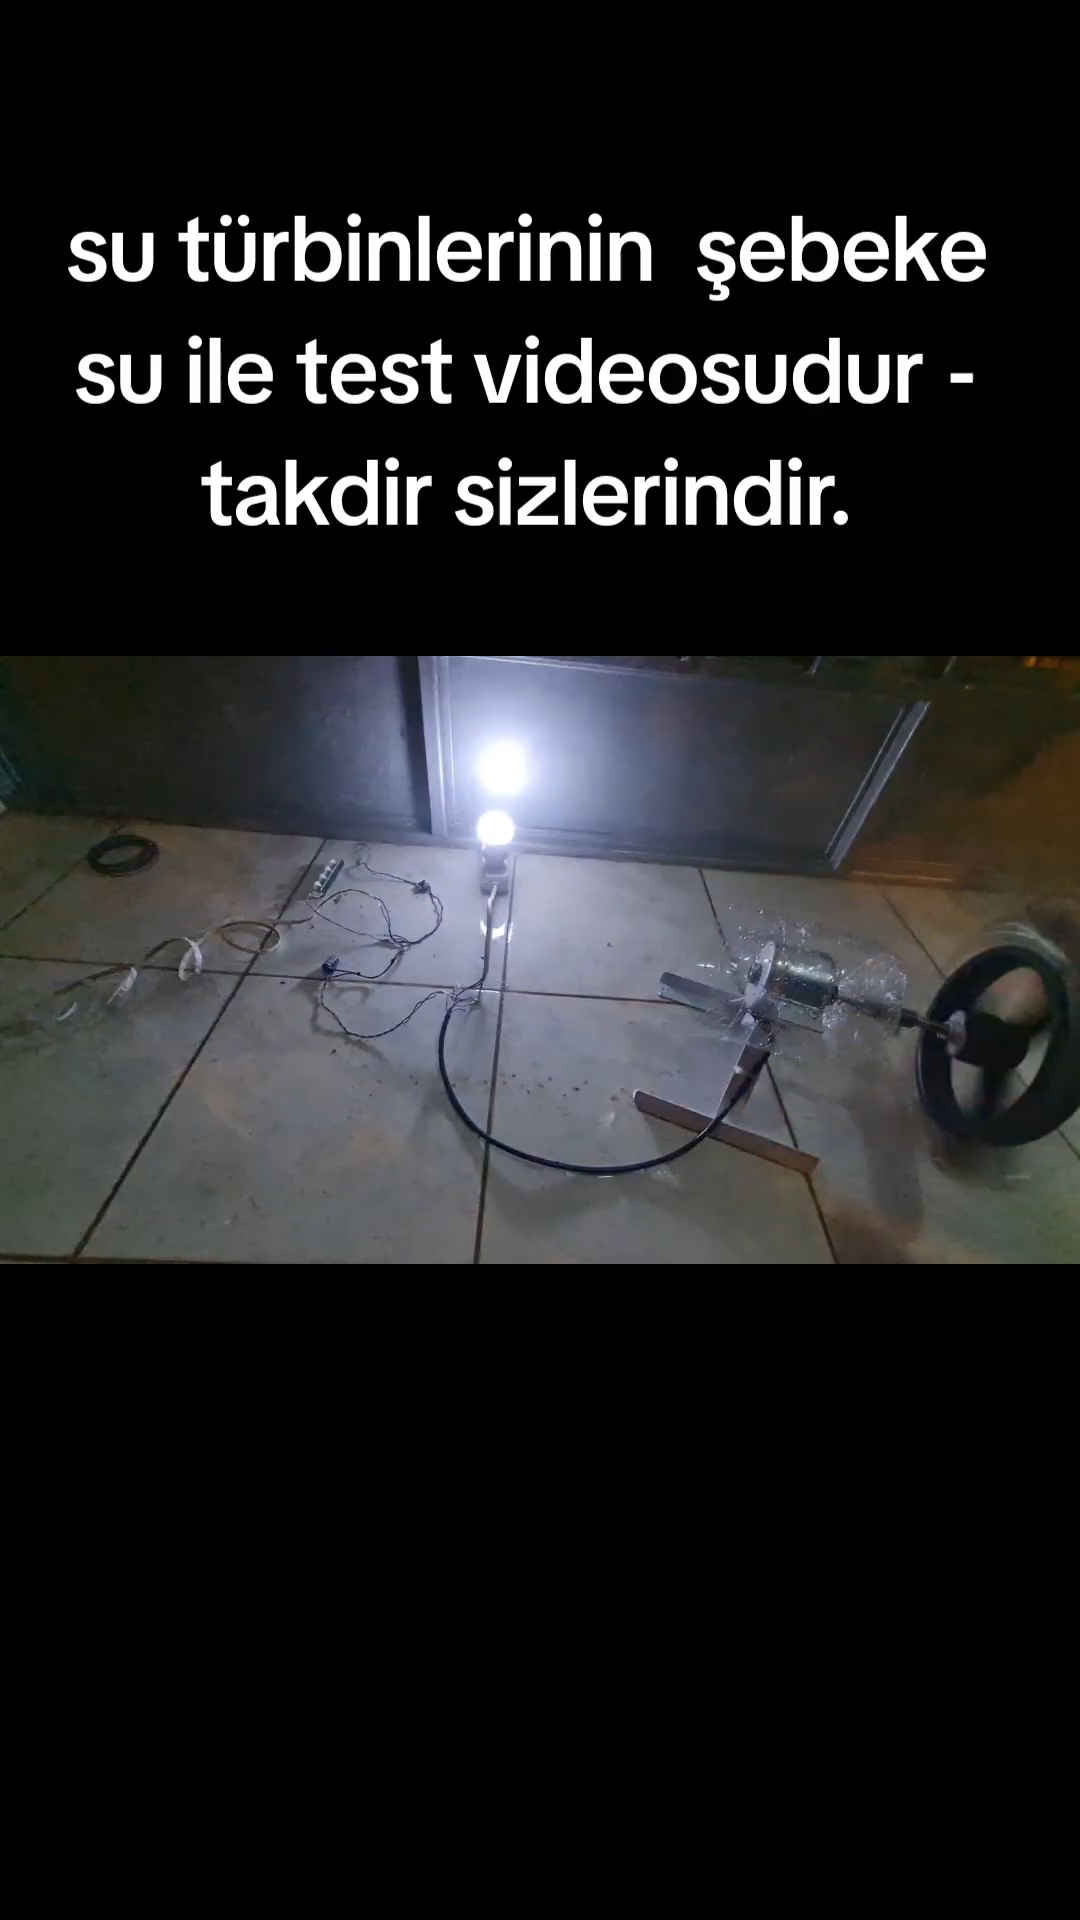 su türbinlerinin  şebeke
su ile test videosudur -
takdir sizlerindir.